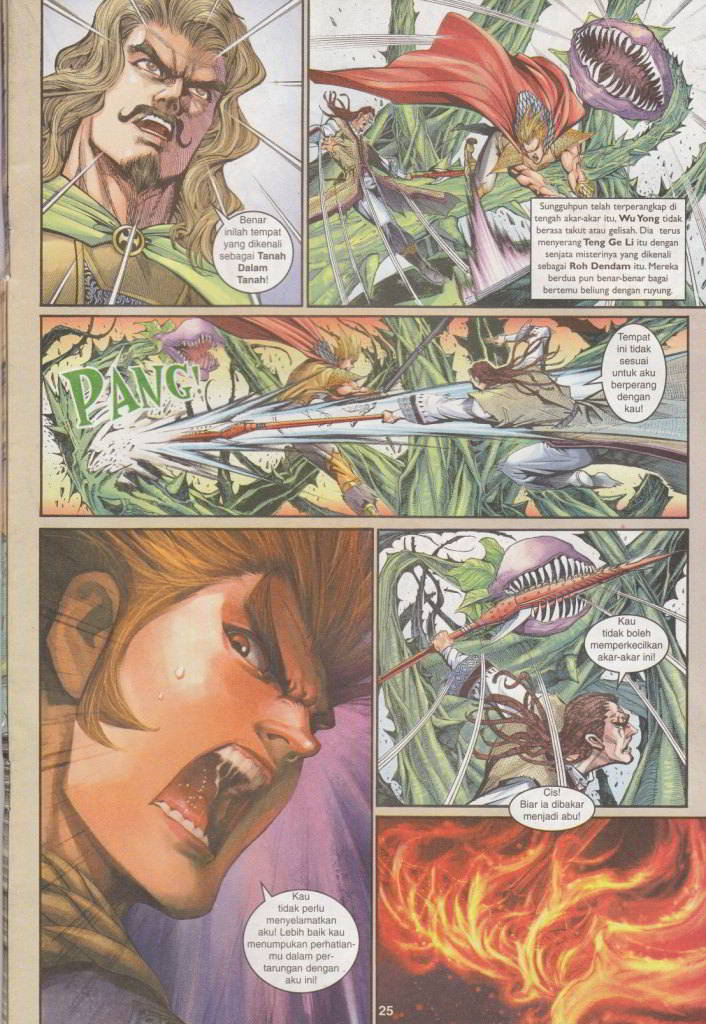 Benar
inilah tempat
yang dikenali
sebagai Tanah
Dalam
Tanah!
Sungguhpun telah terperangkap di
tengah akar-akar itu, Wu Yong tidak
berasa takut atau gelisah. Dia terus
menyerang Teng Ge Li itu dengan
senjata misterinya yang dikenali
sebagai Roh Dendam itu. Mereka
berdua pun benar-benar bagai
bertemu beliung dengan ruyung.
PANG!
Tempat
ini tidak
sesuai
untuk aku
berperang
dengan
kau!
Kau
tidak perlu
menyelamatkan
aku! Lebih baik kau
menumpukan perhatian-
mu dalam per-
tarungan dengan
aku ini!
Kau
tidak boleh
memperkecilkan
akar-akar ini!
Cis!
Biar ia dibakar
menjadi abu!
25